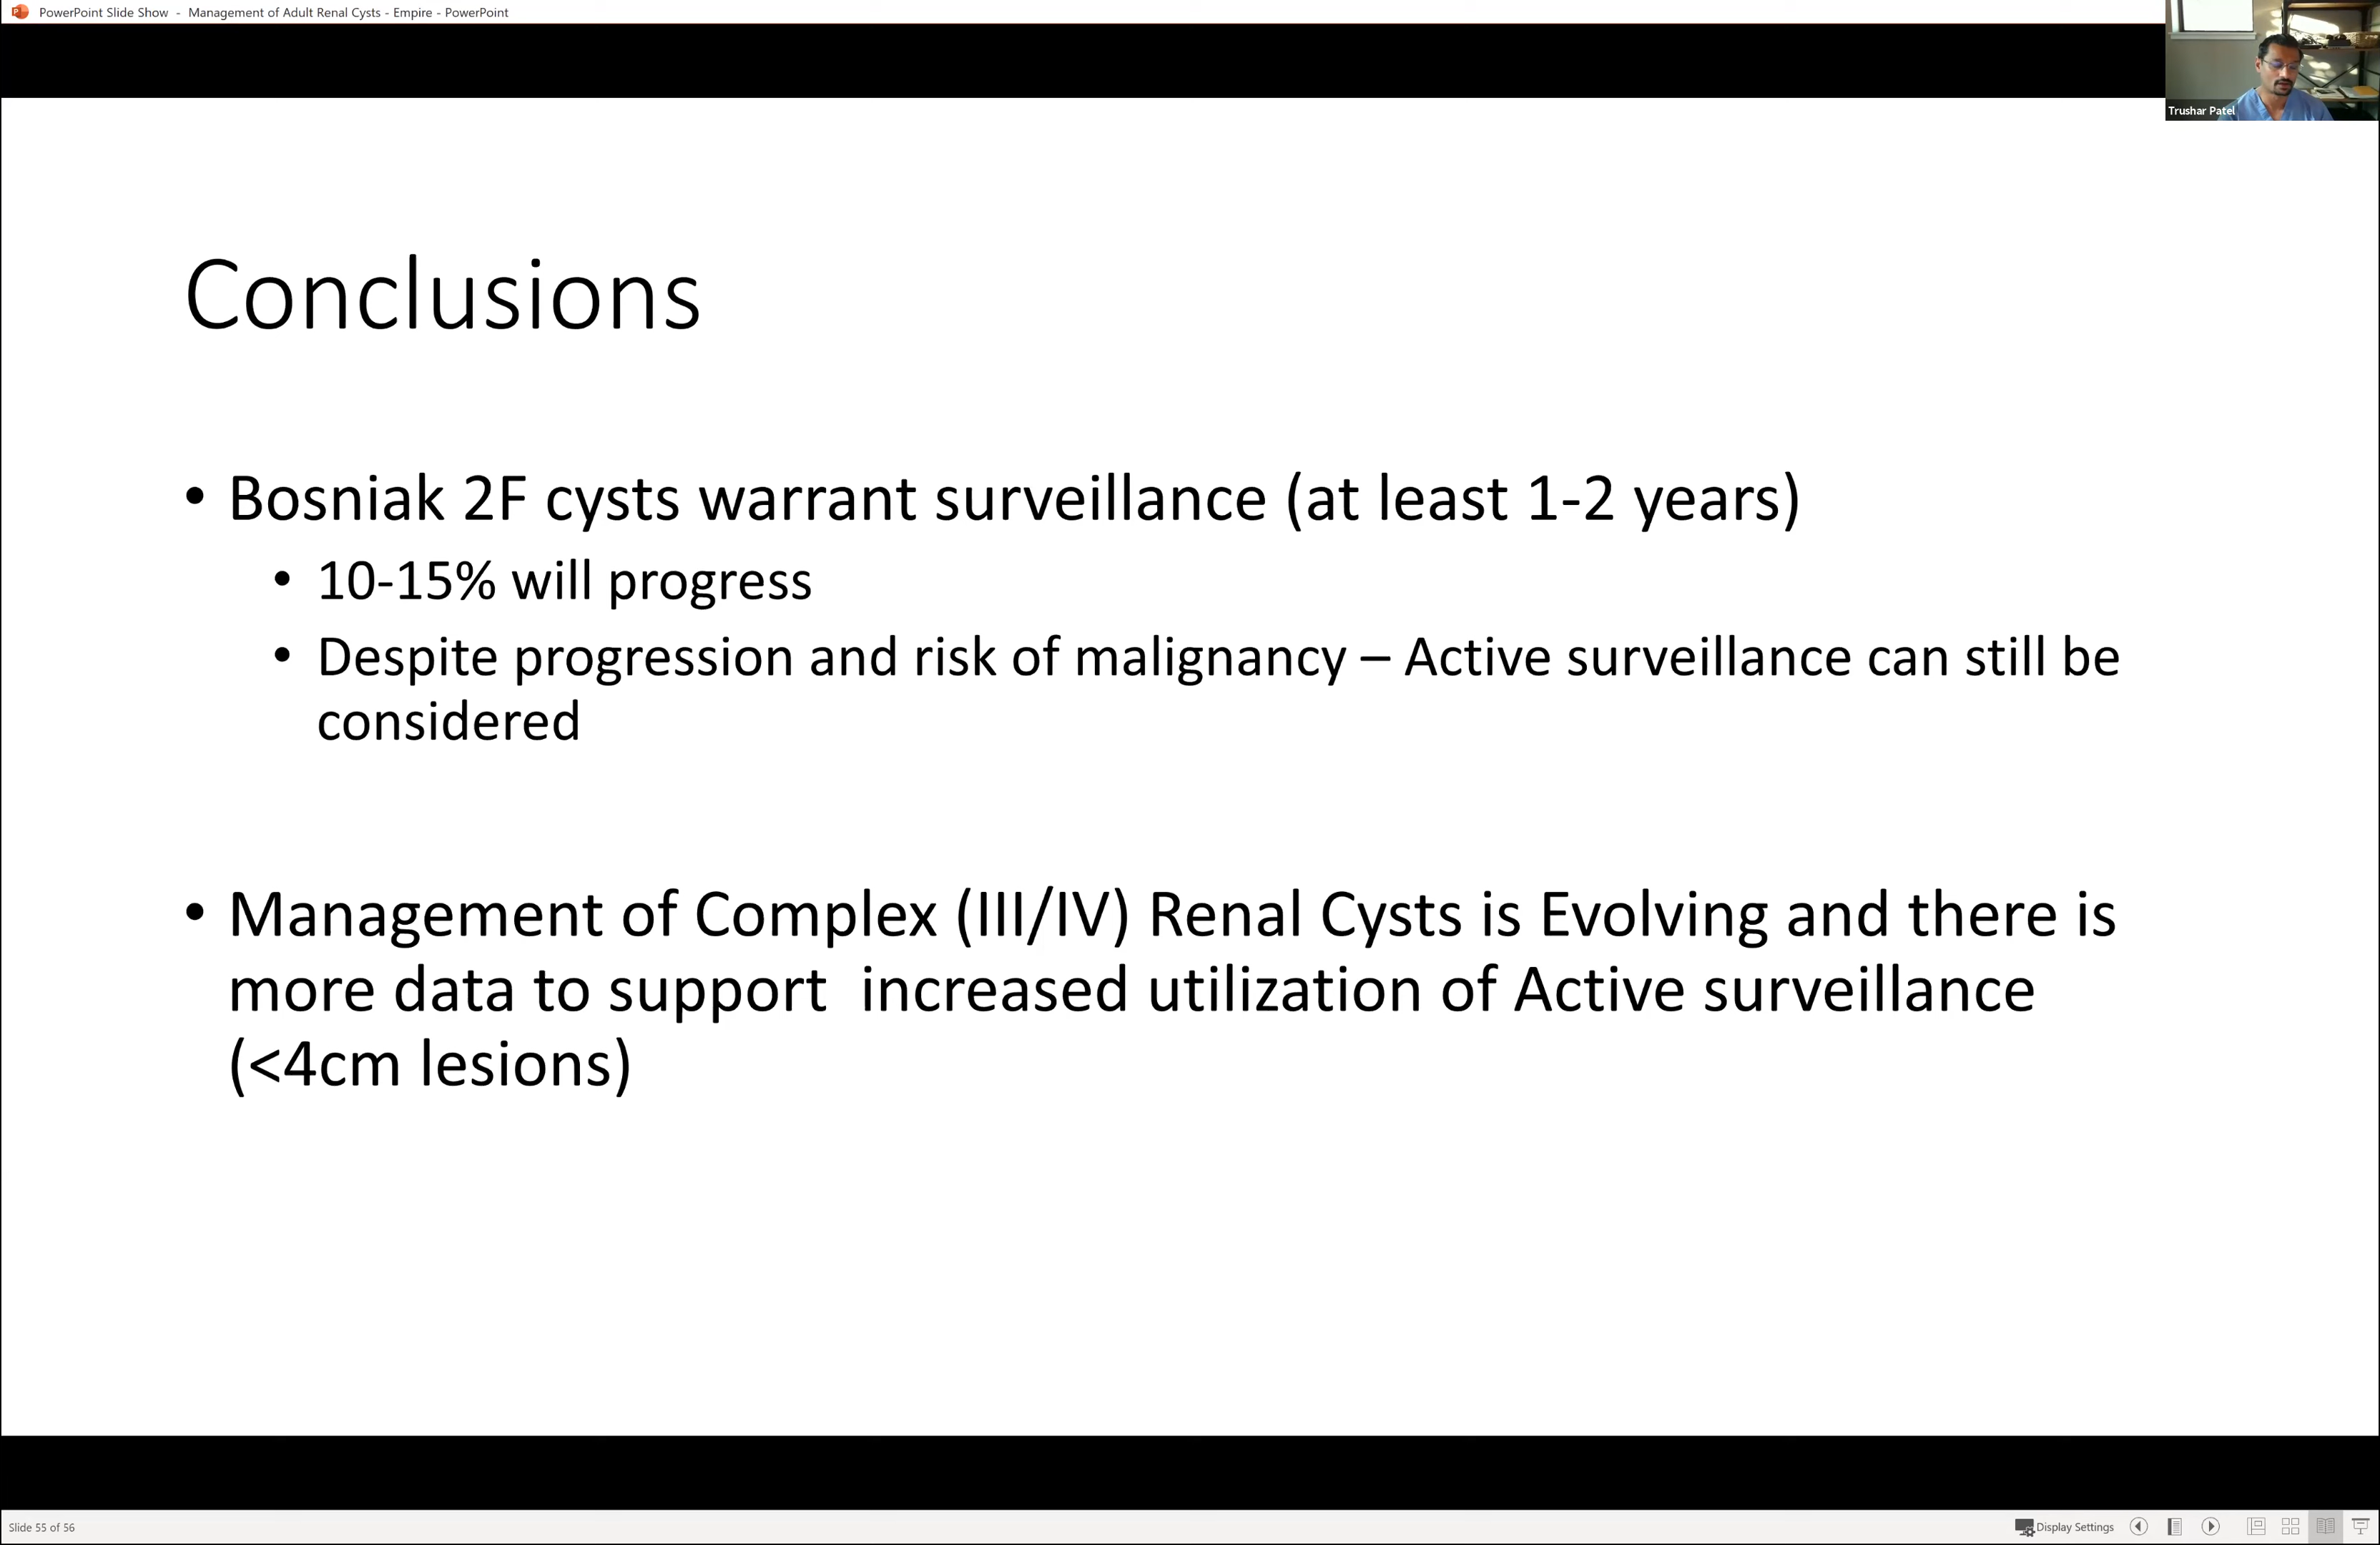 PowerPoint Slide Show - Management of Adult Renal Cysts - Empire - PowerPoint
Trushar Patel
Conclusions
• Bosniak 2F cysts warrant surveillance (at least 1-2 years)
• 10-15% will progress
• Despite progression and risk of malignancy – Active surveillance can still be
considered
• Management of Complex (III/IV) Renal Cysts is Evolving and there is
more data to support  increased utilization of Active surveillance
(<4cm lesions)
Slide 55 of 56
Display Settings